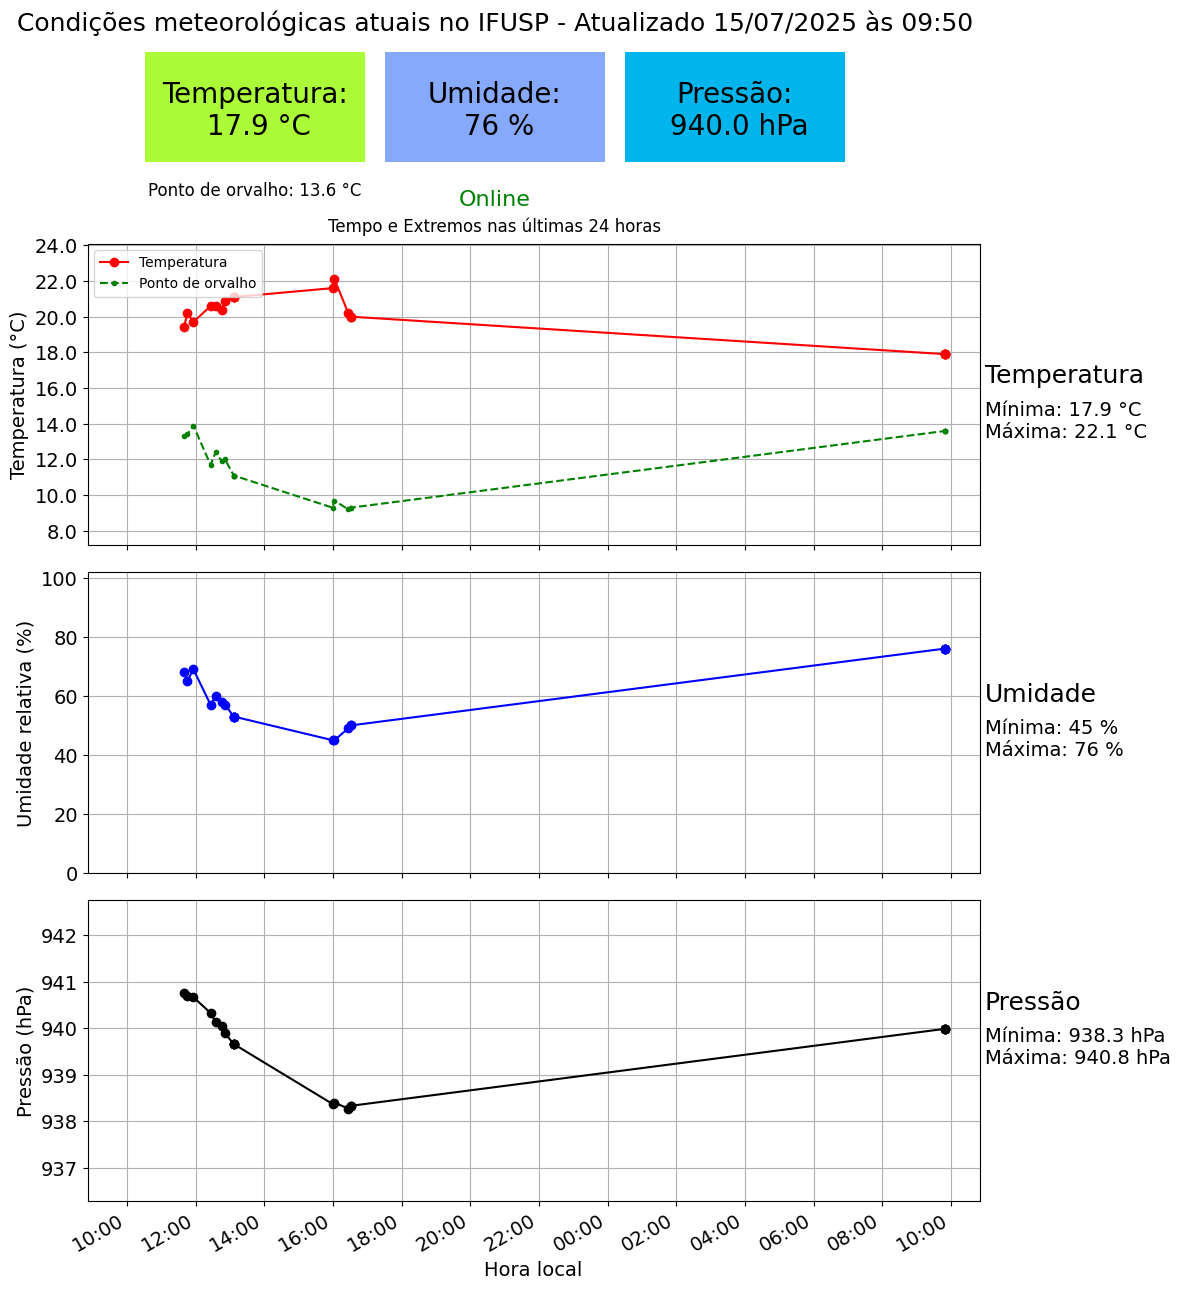 Condições meteorológicas atuais no IFUSP - Atualizado 15/07/2025 às 09:50
Temperatura:
17.9 °C
Umidade:
76 %
Pressão:
940.0 hPa
Ponto de orvalho: 13.6 °C
Online
Tempo e Extremos nas últimas 24 horas
Temperatura
Ponto de orvalho
Temperatura (°C)
24.0
22.0
20.0
18.0
16.0
14.0
12.0
10.0
8.0
Temperatura
Mínima: 17.9 °C
Máxima: 22.1 °C
Umidade relativa (%)
100
80
60
40
20
0
Umidade
Mínima: 45 %
Máxima: 76 %
Pressão (hPa)
942
941
940
939
938
937
Pressão
Mínima: 938.3 hPa
Máxima: 940.8 hPa
10:00
12:00
14:00
16:00
18:00
20:00
22:00
00:00
02:00
04:00
06:00
08:00
10:00
Hora local